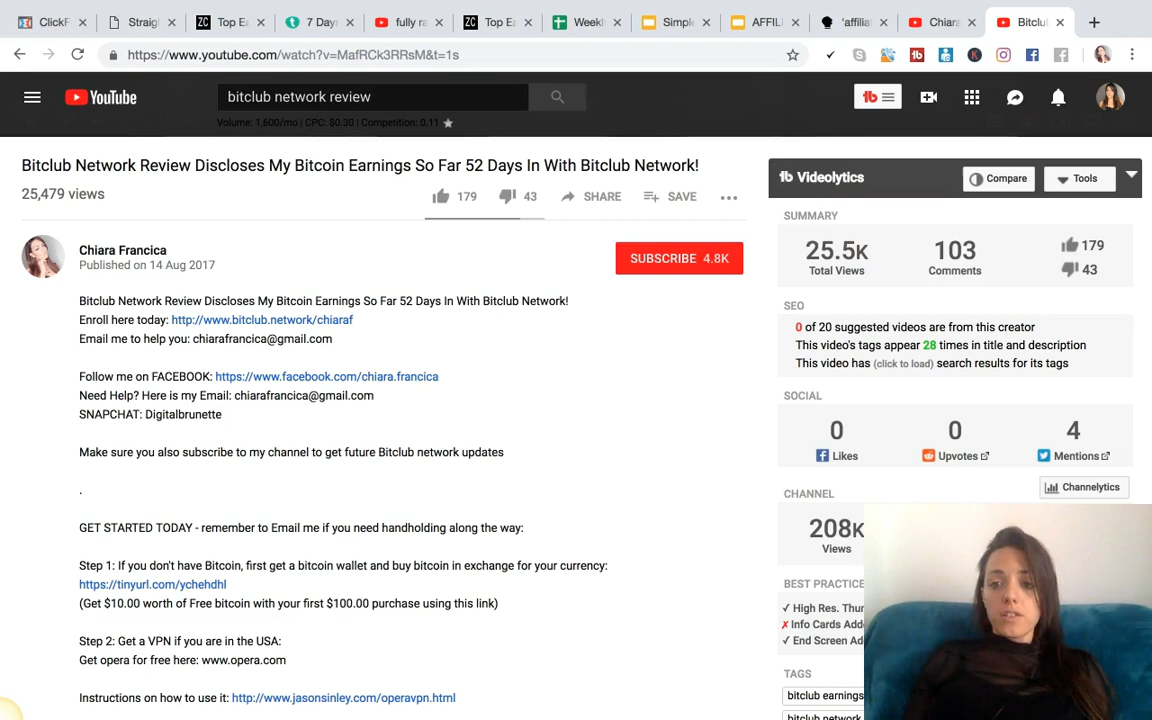 ClickF
Straig
ZC Top E
7 Days
fully ra
ZC Top E
Week
Simple
AFFIL
'affilia
Chiara
Bitclu
https://www.youtube.com/watch?v=MafRCk3RRsM&t=1s
YouTube
bitclub network review
Volume: 1,600/mo | CPC: $0.30 | Competition: 0.11
Bitclub Network Review Discloses My Bitcoin Earnings So Far 52 Days In With Bitclub Network!
25,479 views
179
43
SHARE
SAVE
Chiara Francica
Published on 14 Aug 2017
SUBSCRIBE 4.8K
Bitclub Network Review Discloses My Bitcoin Earnings So Far 52 Days In With Bitclub Network!
Enroll here today: http://www.bitclub.network/chiaraf
Email me to help you: chiarafrancica@gmail.com
Follow me on FACEBOOK: https://www.facebook.com/chiara.francica
Need Help? Here is my Email: chiarafrancica@gmail.com
SNAPCHAT: Digitalbrunette
Make sure you also subscribe to my channel to get future Bitclub network updates
.
GET STARTED TODAY - remember to Email me if you need handholding along the way:
Step 1: If you don't have Bitcoin, first get a bitcoin wallet and buy bitcoin in exchange for your currency:
https://tinyurl.com/ychehdhl
(Get $10.00 worth of Free bitcoin with your first $100.00 purchase using this link)
Step 2: Get a VPN if you are in the USA:
Get opera for free here: www.opera.com
Instructions on how to use it: http://www.jasonsinley.com/operavpn.html
tb Videolytics
Compare
Tools
SUMMARY
25.5K
Total Views
103
Comments
179
43
SEO
0 of 20 suggested videos are from this creator
This video's tags appear 28 times in title and description
This video has (click to load) search results for its tags
SOCIAL
0
Likes
0
Upvotes
4
Mentions
Channelytics
CHANNEL
208K
Views
BEST PRACTICE
✓ High Res. Thu
✗ Info Cards Add
✓ End Screen Ad
TAGS
bitclub earnings
bitclub network